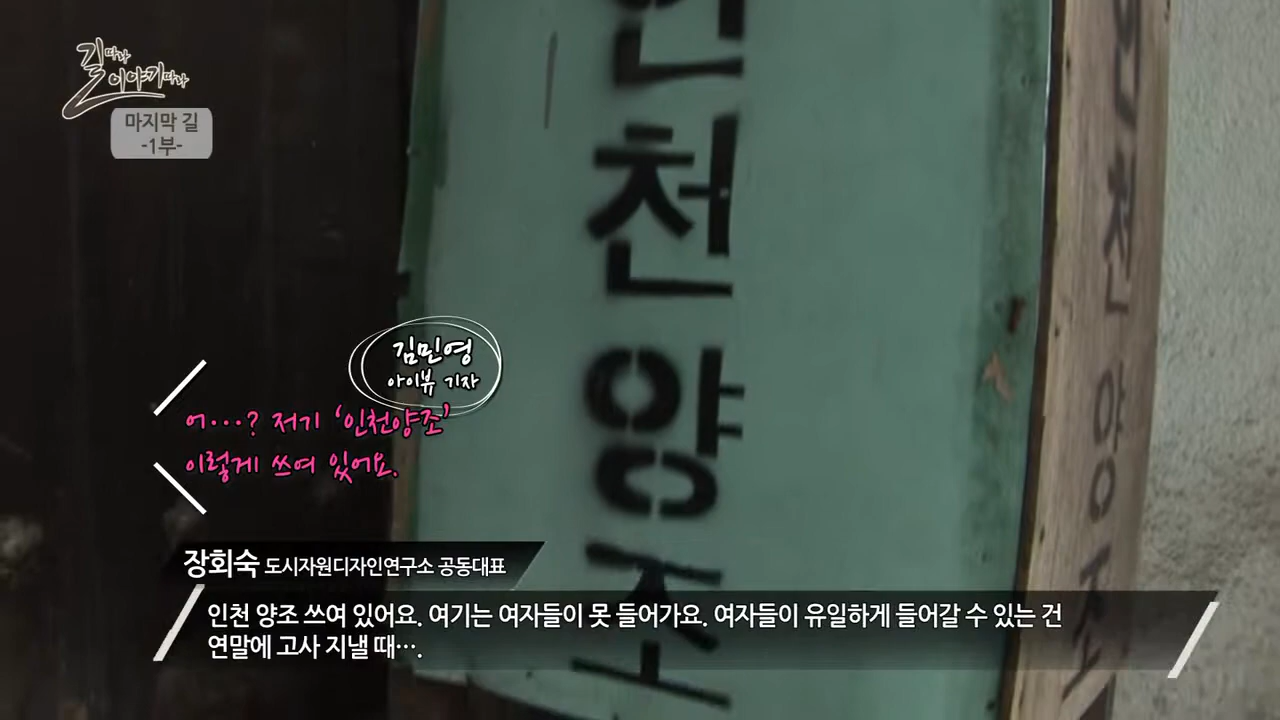 길따라
이야기따라
마지막 길
-1부-
인천양조
인천양조
김민영
아이뷰 기자
어···? 저기 '인천양조'
이렇게 쓰여 있어요.
장회숙 도시자원디자인연구소 공동대표
인천 양조 쓰여 있어요. 여기는 여자들이 못 들어가요. 여자들이 유일하게 들어갈 수 있는 건
연말에 고사 지낼 때….